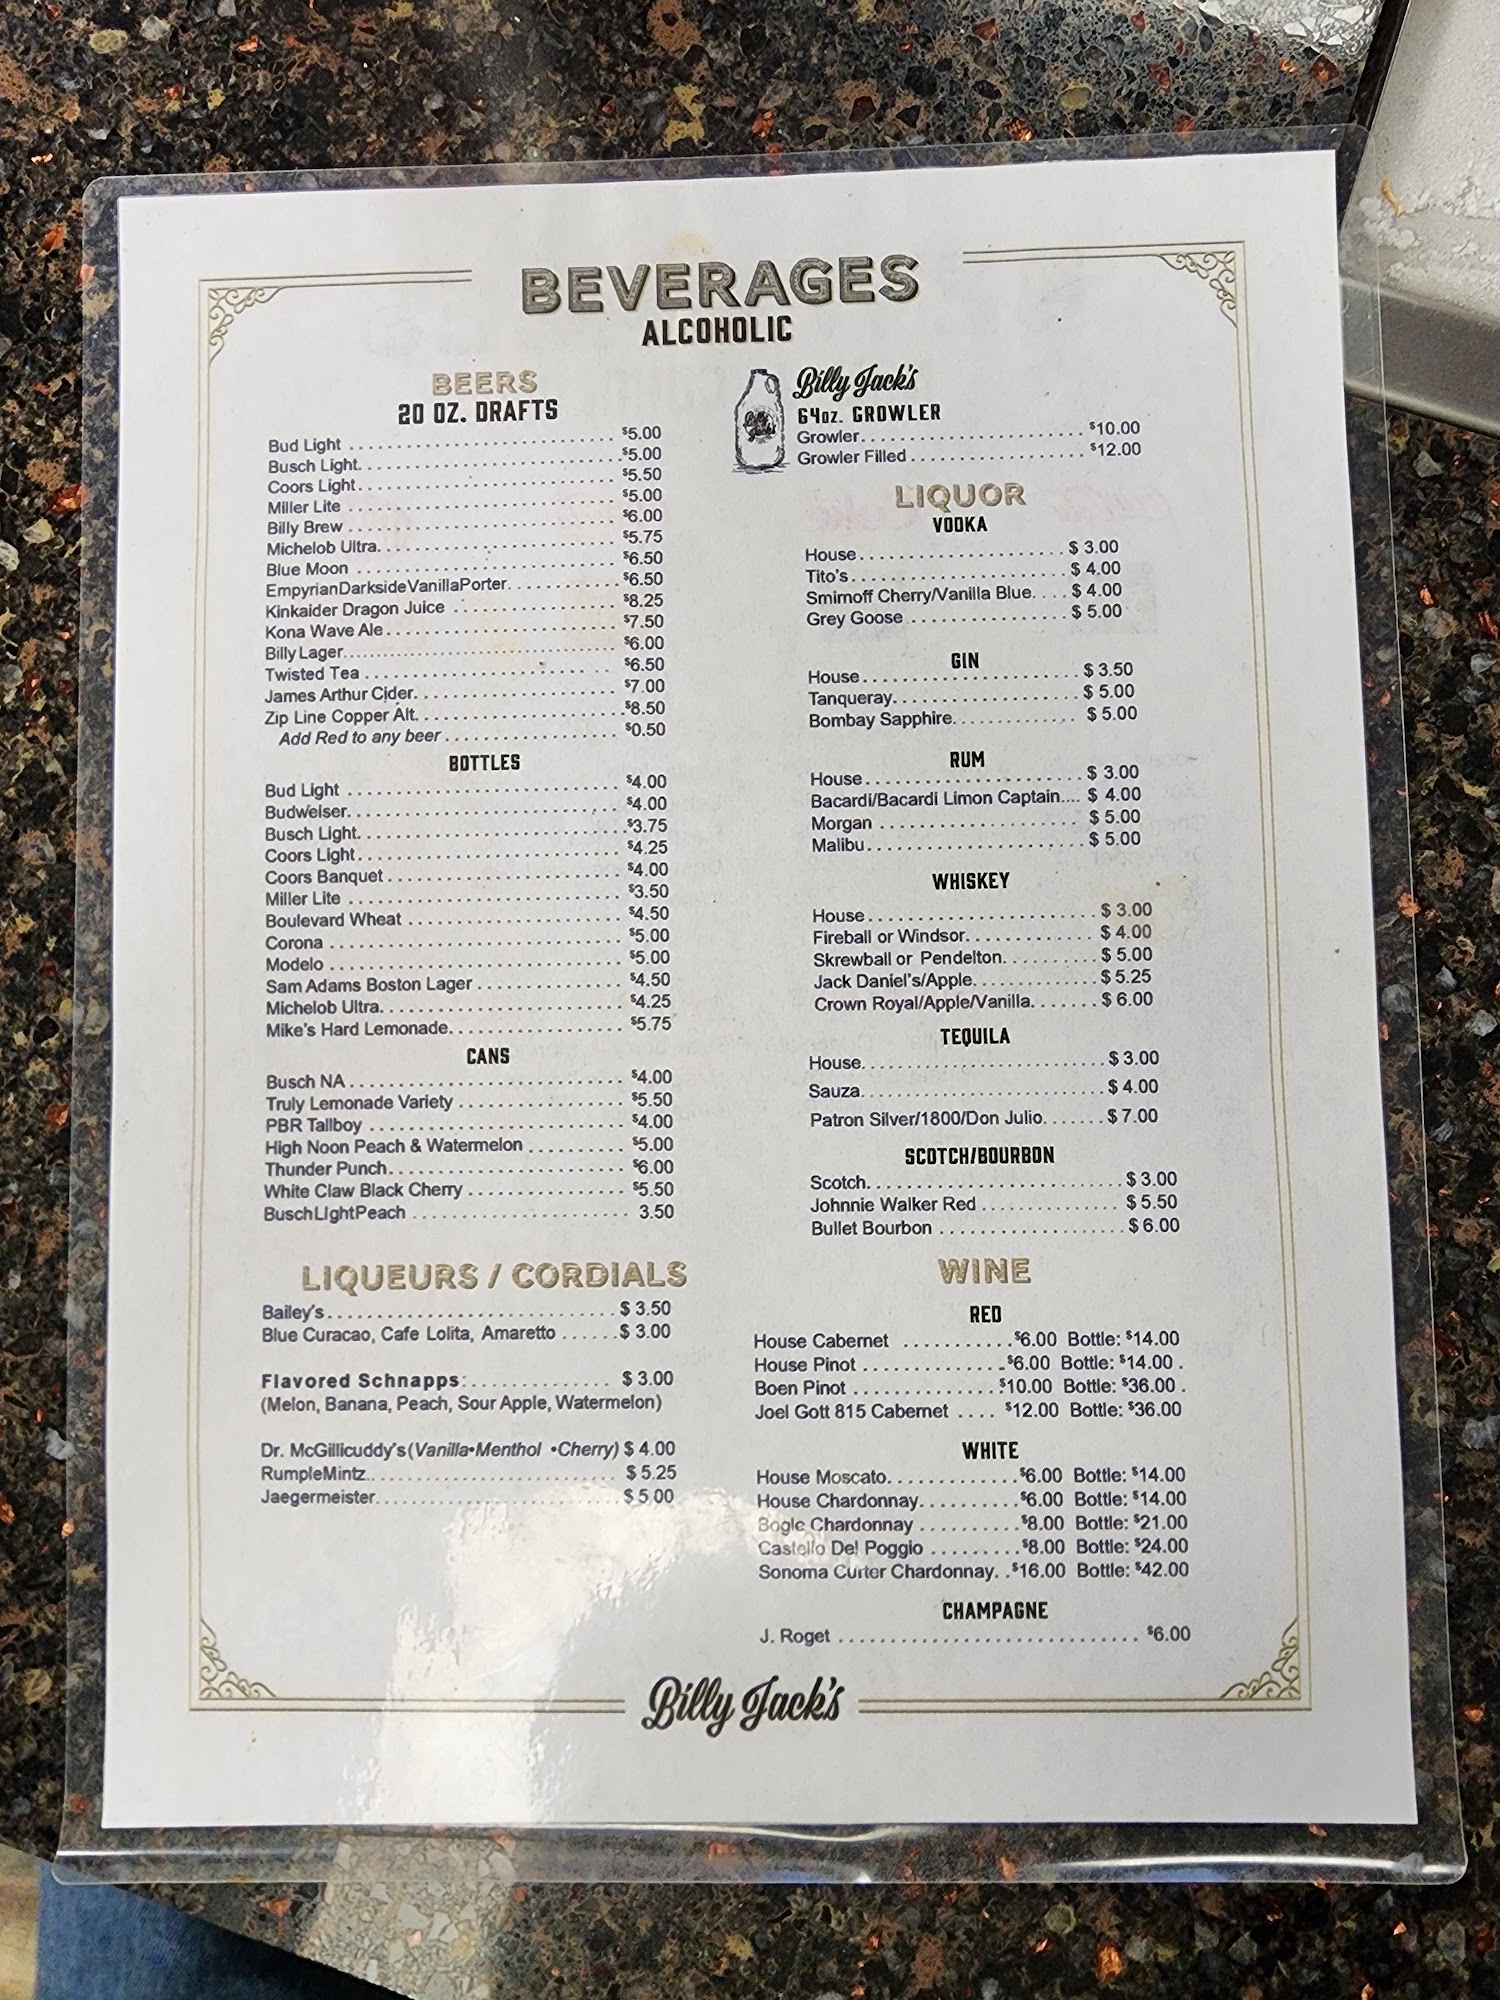 BEVERAGES
ALCOHOLIC
BEERS
20 OZ. DRAFTS
Bud Light $5.00
Busch Light $5.00
Coors Light $5.50
Miller Lite $5.00
Billy Brew $6.00
Michelob Ultra $5.75
Blue Moon $6.50
EmpyrianDarksideVanillaPorter $6.50
Kinkaider Dragon Juice $8.25
Kona Wave Ale $7.50
Billy Lager $6.00
Twisted Tea $6.50
James Arthur Cider $7.00
Zip Line Copper Alt. $8.50
Add Red to any beer $0.50
BOTTLES
Bud Light $4.00
Budweiser $4.00
Busch Light $3.75
Coors Light $4.25
Coors Banquet $4.00
Miller Lite $3.50
Boulevard Wheat $4.50
Corona $5.00
Modelo $5.00
Sam Adams Boston Lager $4.50
Michelob Ultra $4.25
Mike's Hard Lemonade $5.75
CANS
Busch NA $4.00
Truly Lemonade Variety $5.50
PBR Tallboy $4.00
High Noon Peach & Watermelon $5.00
Thunder Punch $6.00
White Claw Black Cherry $5.50
BuschLIghtPeach 3.50
LIQUEURS / CORDIALS
Bailey's $ 3.50
Blue Curacao, Cafe Lolita, Amaretto $ 3.00
Flavored Schnapps: $ 3.00
(Melon, Banana, Peach, Sour Apple, Watermelon)
Dr. McGillicuddy's (Vanilla•Menthol •Cherry) $ 4.00
RumpleMintz $ 5.25
Jaegermeister $ 5.00
Billy Jack's
64oz. GROWLER
Growler $10.00
Growler Filled $12.00
Billy Jack's
LIQUOR
VODKA
House $ 3.00
Tito's $ 4.00
Smirnoff Cherry/Vanilla Blue $ 4.00
Grey Goose $ 5.00
GIN
House $ 3.50
Tanqueray $ 5.00
Bombay Sapphire $ 5.00
RUM
House $ 3.00
Bacardi/Bacardi Limon Captain.... $ 4.00
Morgan $ 5.00
Malibu $ 5.00
WHISKEY
House $ 3.00
Fireball or Windsor $ 4.00
Skrewball or Pendelton $ 5.00
Jack Daniel's/Apple $ 5.25
Crown Royal/Apple/Vanilla $ 6.00
TEQUILA
House $ 3.00
Sauza $ 4.00
Patron Silver/1800/Don Julio $ 7.00
SCOTCH/BOURBON
Scotch $ 3.00
Johnnie Walker Red $ 5.50
Bullet Bourbon $ 6.00
WINE
RED
House Cabernet $6.00 Bottle: $14.00
House Pinot $6.00 Bottle: $14.00 .
Boen Pinot $10.00 Bottle: $36.00 .
Joel Gott 815 Cabernet $12.00 Bottle: $36.00
WHITE
House Moscato $6.00 Bottle: $14.00
House Chardonnay $6.00 Bottle: $14.00
Bogle Chardonnay $8.00 Bottle: $21.00
Castello Del Poggio $8.00 Bottle: $24.00
Sonoma Curter Chardonnay $16.00 Bottle: $42.00
CHAMPAGNE
J. Roget $6.00
Billy Jack's